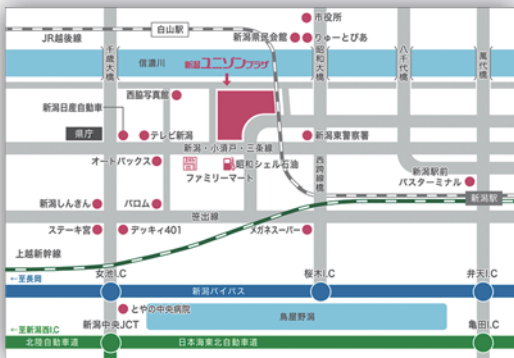 市役所
JR越後線
白山駅
新潟県民会館
りゅーとぴあ
千歳大橋
信濃川
新潟ユニゾンプラザ
昭和大橋
八千代橋
萬代橋
西脇写真館
新潟日産自動車
県庁
テレビ新潟
新潟東警察署
新潟・小須戸・三条線
オートバックス
昭和シェル石油
ファミリーマート
西跨線橋
新潟駅前
バスターミナル
新潟駅
新潟しんきん
バロム
笹出線
ステーキ宮
デッキィ401
メガネスーパー
上越新幹線
←至長岡
女池I.C
桜木I.C
弁天I.C
新潟バイパス
とやの中央病院
鳥屋野潟
←至新潟西I.C
新潟中央JCT
亀田I.C
北陸自動車道
日本海東北自動車道